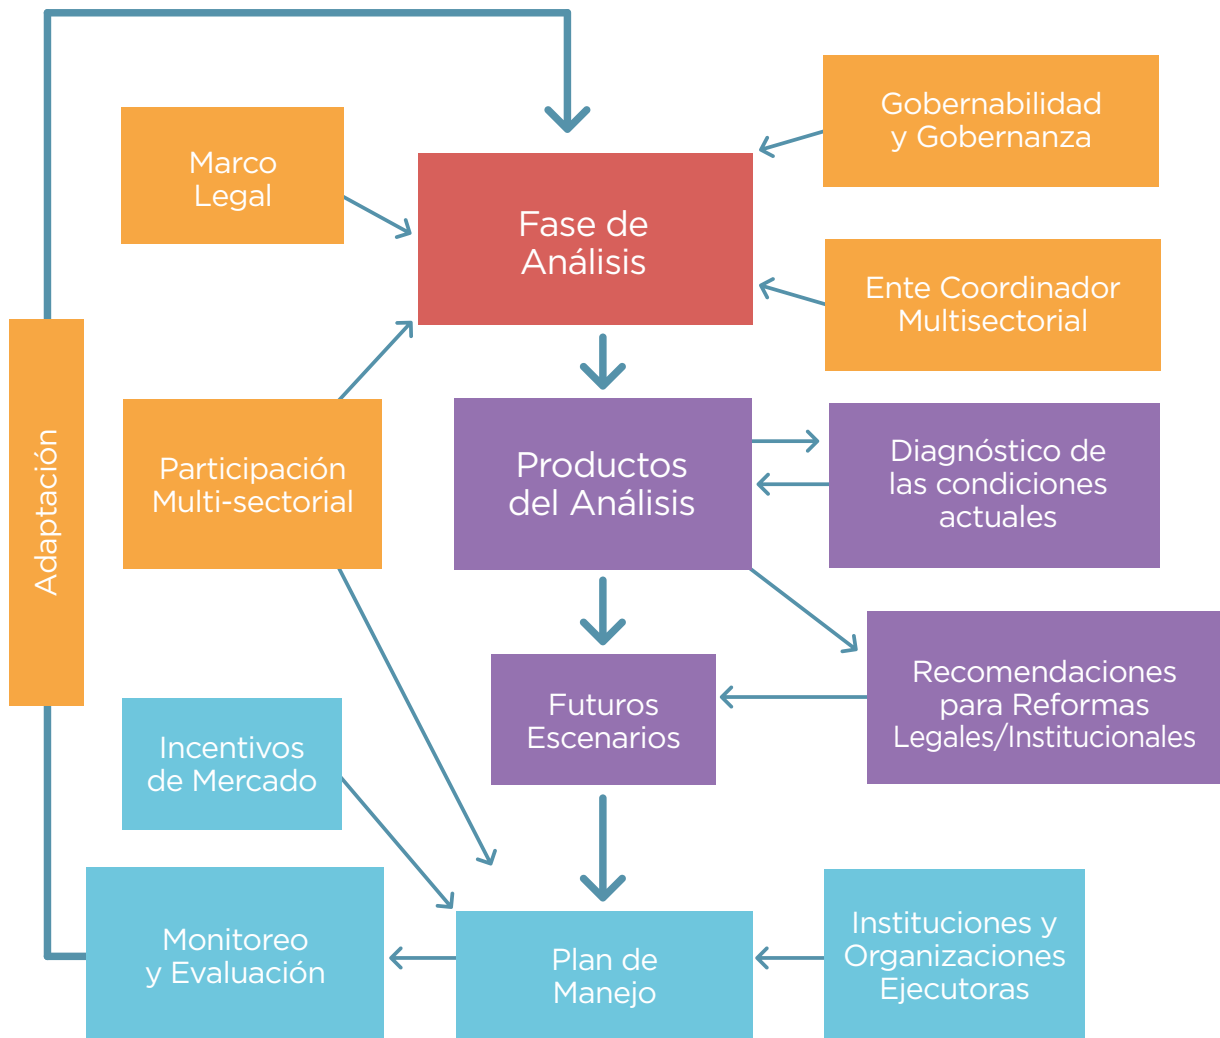 Gobernabilidad
y Gobernanza
Marco
Legal
Fase de
Análisis
Ente Coordinador
Multisectorial
Adaptación
Participación
Multi-sectorial
Productos
del Análisis
Diagnóstico de
las condiciones
actuales
Futuros
Escenarios
Recomendaciones
para Reformas
Legales/Institucionales
Incentivos
de Mercado
Monitoreo
y Evaluación
Plan de
Manejo
Instituciones y
Organizaciones
Ejecutoras